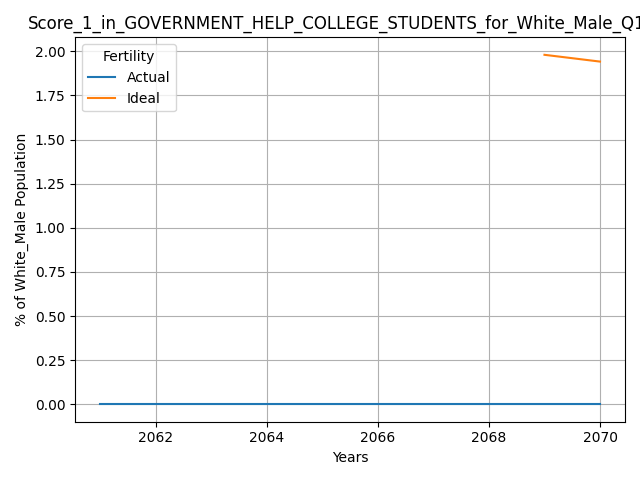 Score_1_in_GOVERNMENT_HELP_COLLEGE_STUDENTS_for_White_Male_Q1
Fertility
Actual
Ideal
2.00
1.75
1.50
1.25
1.00
0.75
0.50
0.25
0.00
% of White_Male Population
2062 2064 2066 2068 2070
Years